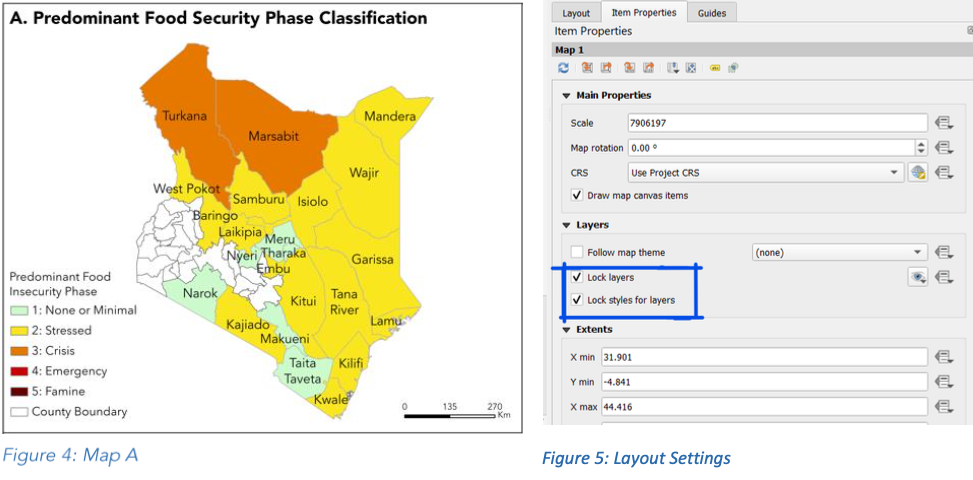 A. Predominant Food Security Phase Classification
Turkana
Marsabit
Mandera
Wajir
West Pokot
Samburu
Isiolo
Baringo
Laikipia
Meru
Nyeri
Tharaka
Embu
Garissa
Narok
Kitui
Tana
River
Kajiado
Makueni
Lamu
Taita
Taveta
Kilifi
Kwale
Predominant Food
Insecurity Phase
1: None or Minimal
2: Stressed
3: Crisis
4: Emergency
5: Famine
County Boundary
0 135 270
Km
Figure 4: Map A
Layout Item Properties Guides
Item Properties
Map 1
Main Properties
Scale 7906197
Map rotation 0.00 °
CRS Use Project CRS
Draw map canvas items
Layers
Follow map theme (none)
Lock layers
Lock styles for layers
Extents
X min 31.901
Y min -4.841
X max 44.416
Figure 5: Layout Settings